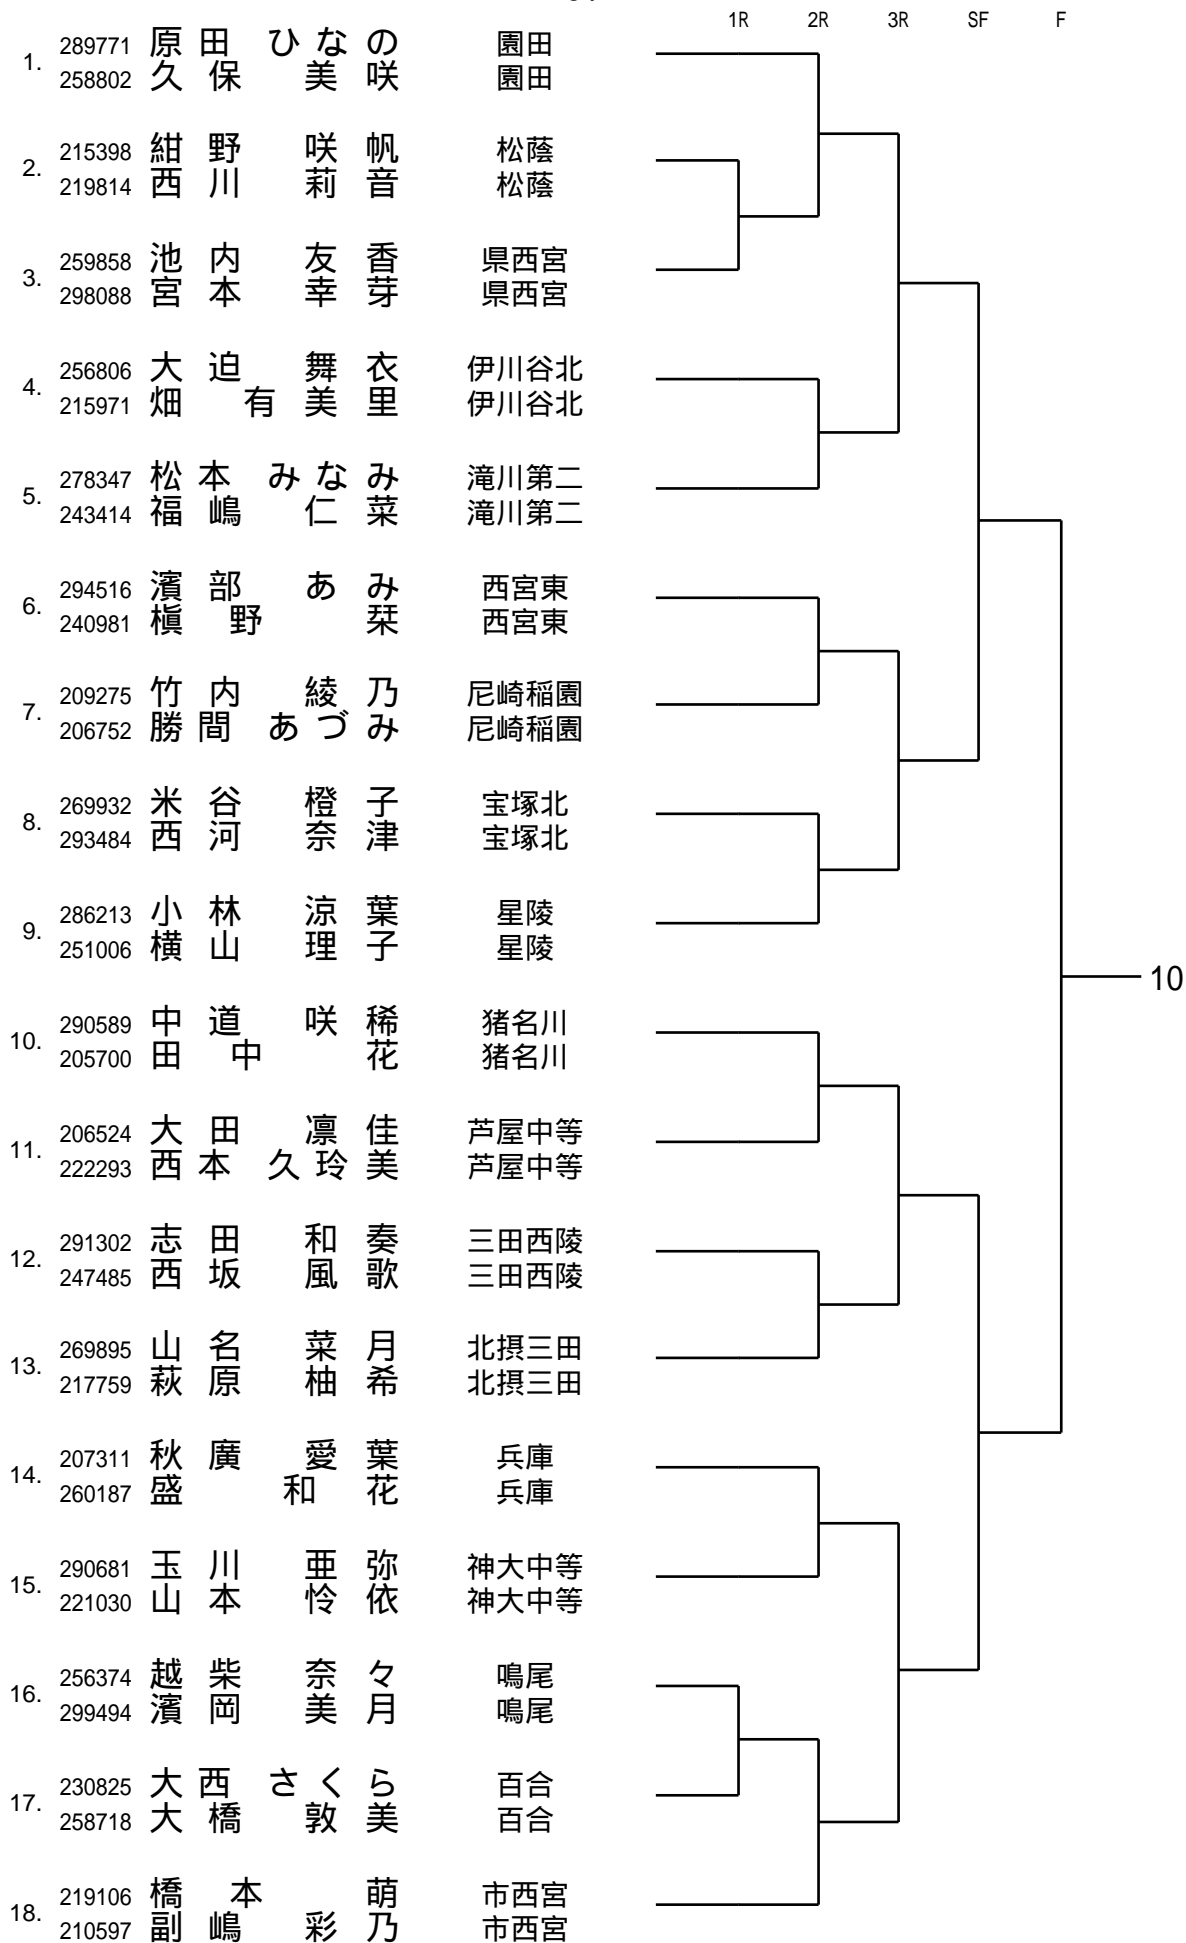 1R 2R 3R SF F
1. 289771 原田 ひなの 園田
258802 久保 美咲 園田
2. 215398 紺野 咲帆 松蔭
219814 西川 莉音 松蔭
3. 259858 池内 友香 県西宮
298088 宮本 幸芽 県西宮
4. 256806 大迫 舞衣 伊川谷北
215971 畑 有美里 伊川谷北
5. 278347 松本 みなみ 滝川第二
243414 福嶋 仁菜 滝川第二
6. 294516 濱部 あみ 西宮東
240981 槇野 栞 西宮東
7. 209275 竹内 綾乃 尼崎稲園
206752 勝間 あづみ 尼崎稲園
8. 269932 米谷 橙子 宝塚北
293484 西河 奈津 宝塚北
9. 286213 小林 涼葉 星陵
251006 横山 理子 星陵
10
10. 290589 中道 咲稀 猪名川
205700 田中 花 猪名川
11. 206524 大田 凛佳 芦屋中等
222293 西本 久玲美 芦屋中等
12. 291302 志田 和奏 三田西陵
247485 西坂 風歌 三田西陵
13. 269895 山名 菜月 北摂三田
217759 萩原 柚希 北摂三田
14. 207311 秋廣 愛葉 兵庫
260187 盛 和花 兵庫
15. 290681 玉川 亜弥 神大中等
221030 山本 怜依 神大中等
16. 256374 越柴 奈々 鳴尾
299494 濱岡 美月 鳴尾
17. 230825 大西 さくら 百合
258718 大橋 敦美 百合
18. 219106 橋本 萌 市西宮
210597 副嶋 彩乃 市西宮